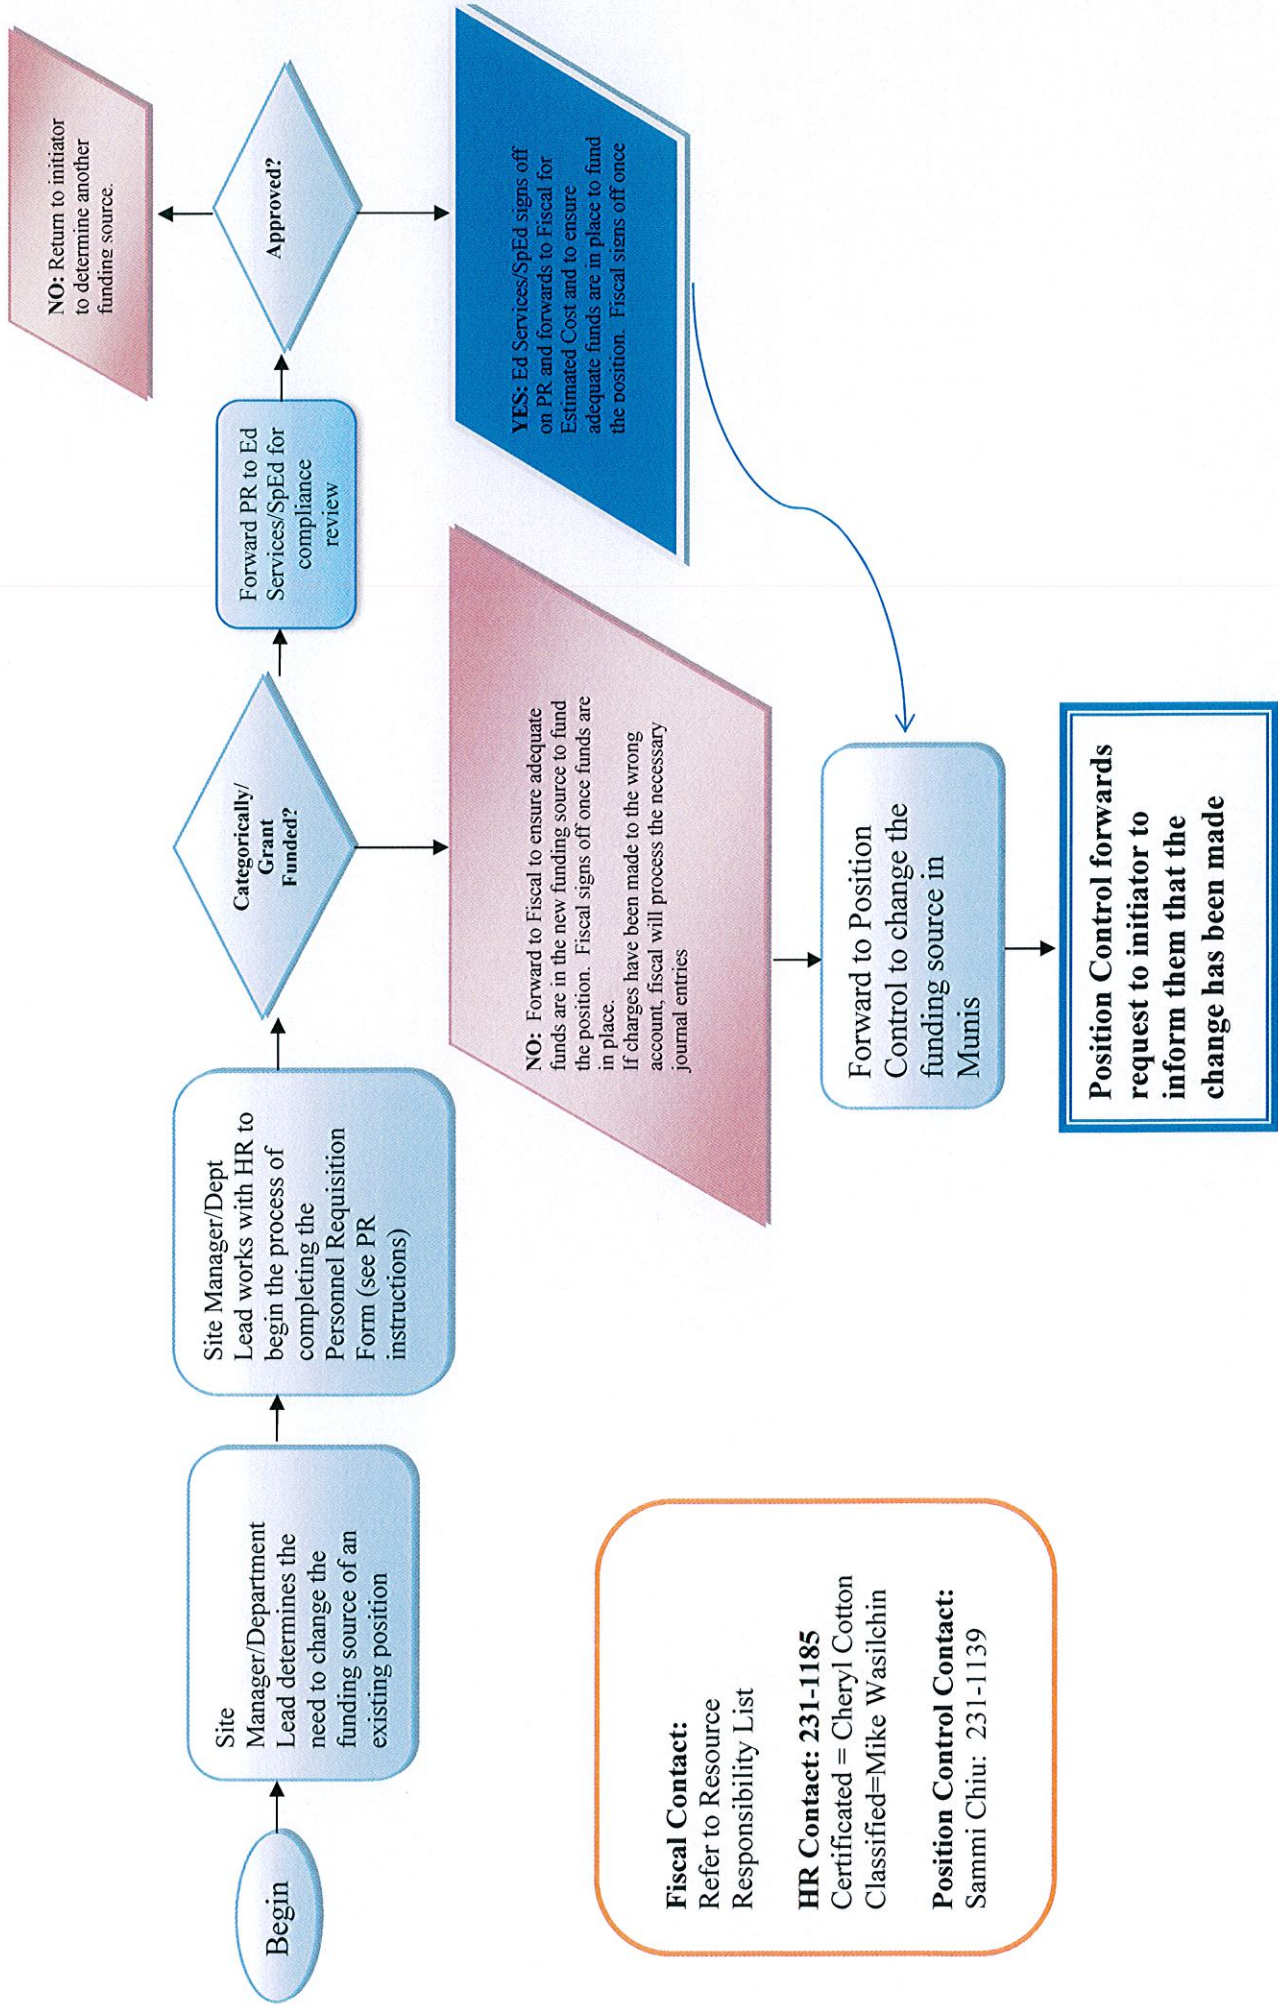 Begin
Site
Manager/Department
Lead determines the
need to change the
funding source of an
existing position
Site Manager/Dept
Lead works with HR to
begin the process of
completing the
Personnel Requisition
Form (see PR
instructions)
Categorically/
Grant
Funded?
Forward PR to Ed
Services/SpEd for
compliance
review
Approved?
NO: Return to initiator
to determine another
funding source.
YES: Ed Services/SpEd signs off
on PR and forwards to Fiscal for
Estimated Cost and to ensure
adequate funds are in place to fund
the position.  Fiscal signs off once
NO:  Forward to Fiscal to ensure adequate
funds are in the new funding source to fund
the position.  Fiscal signs off once funds are
in place.
If charges have been made to the wrong
account, fiscal will process the necessary
journal entries
Forward to Position
Control to change the
funding source in
Munis
Position Control forwards
request to initiator to
inform them that the
change has been made
Fiscal Contact:
Refer to Resource
Responsibility List
HR Contact: 231-1185
Certificated = Cheryl Cotton
Classified=Mike Wasilchin
Position Control Contact:
Sammi Chiu:  231-1139